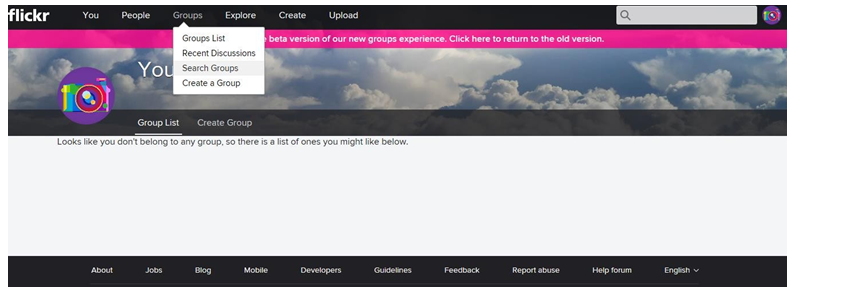 flickr You People Groups Explore Create Upload
Groups List
beta version of our new groups experience. Click here to return to the old version.
Recent Discussions
You
Search Groups
Create a Group
Group List Create Group
Looks like you don't belong to any group, so there is a list of ones you might like below.
About Jobs Blog Mobile Developers Guidelines Feedback Report abuse Help forum English